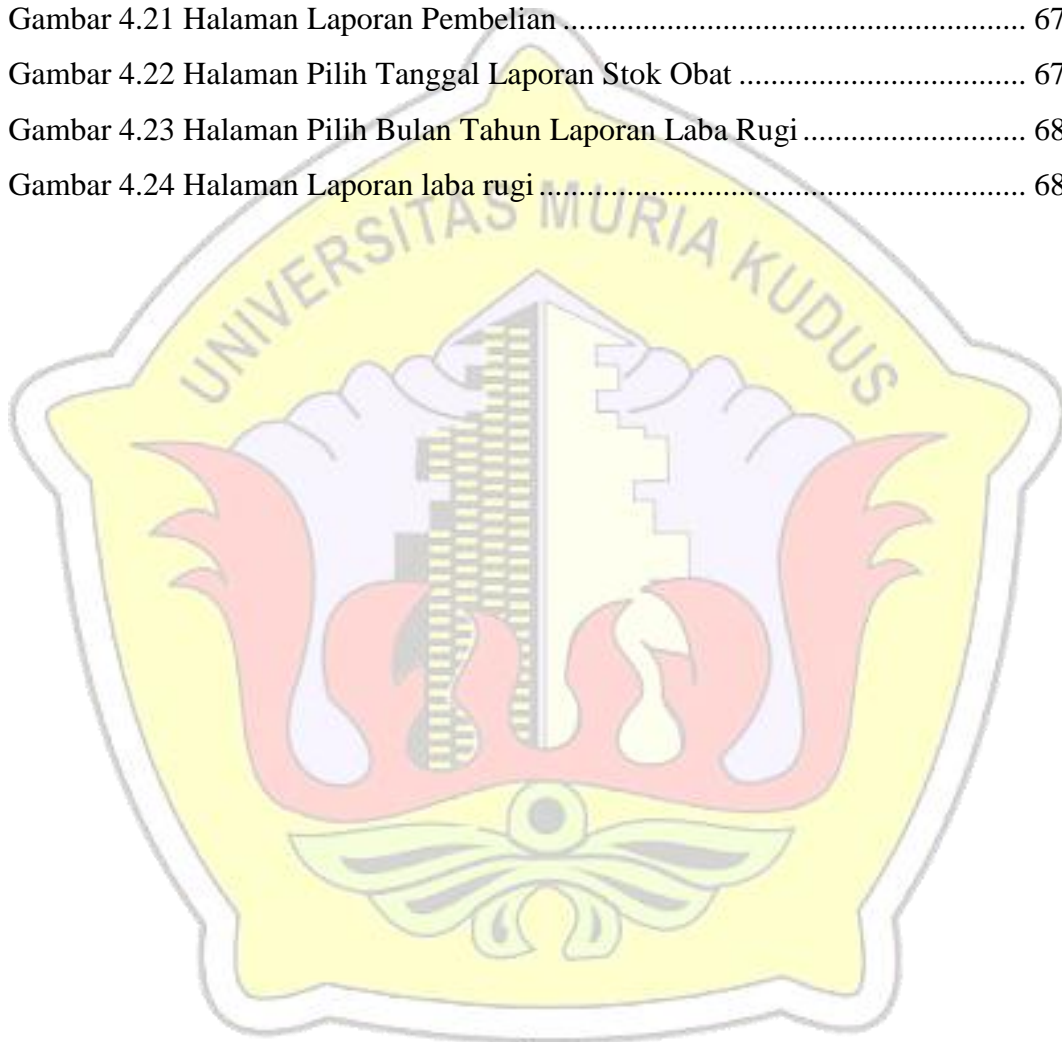 Gambar 4.21 Halaman Laporan Pembelian ........................................................... 67
Gambar 4.22 Halaman Pilih Tanggal Laporan Stok Obat .................................... 67
Gambar 4.23 Halaman Pilih Bulan Tahun Laporan Laba Rugi ............................ 68
Gambar 4.24 Halaman Laporan laba rugi ............................................................. 68
UNIVERSITAS MURIA KUDUS